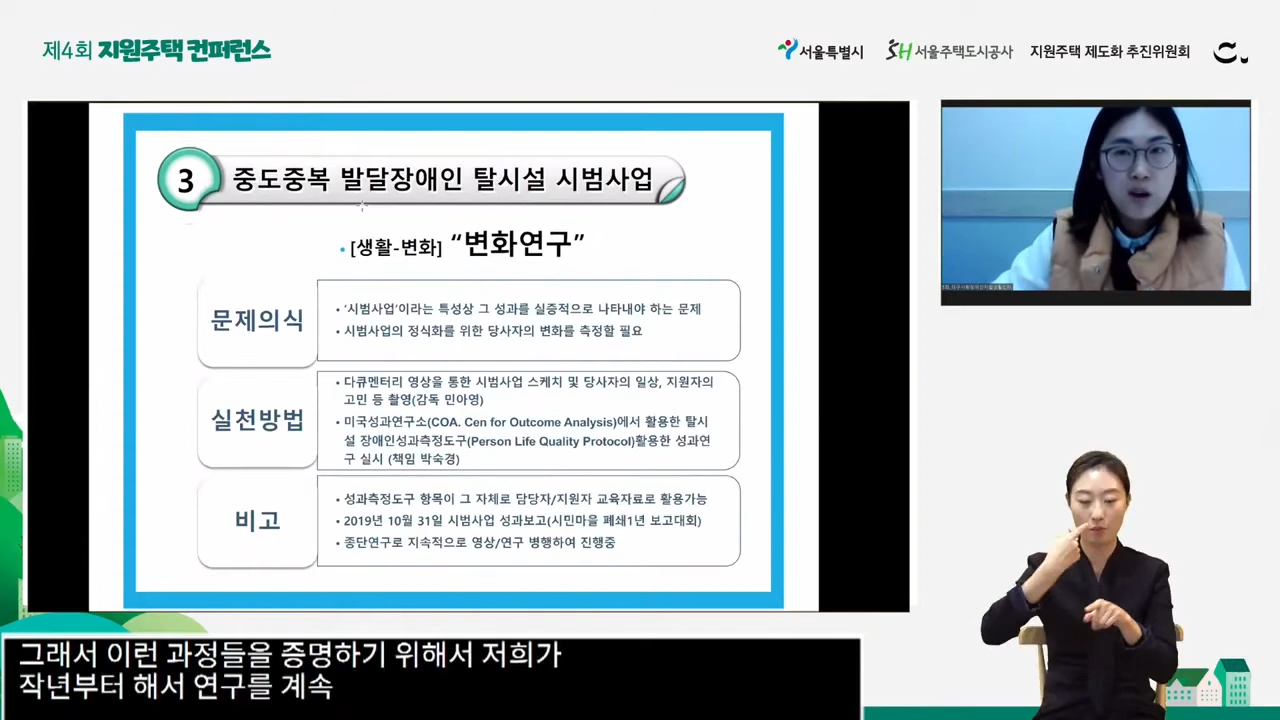 제4회 지원주택 컨퍼런스
서울특별시
SH 서울주택도시공사
지원주택 제도화 추진위원회
3 중도중복 발달장애인 탈시설 시범사업
• [생활-변화] “변화연구”
문제의식
• ‘시범사업’이라는 특성상 그 성과를 실증적으로 나타내야 하는 문제
• 시범사업의 정식화를 위한 당사자의 변화를 측정할 필요
실천방법
• 다큐멘터리 영상을 통한 시범사업 스케치 및 당사자의 일상, 지원자의
고민 등 촬영(감독 민아영)
• 미국성과연구소(COA. Cen for Outcome Analysis)에서 활용한 탈시
설 장애인성과측정도구(Person Life Quality Protocol)활용한 성과연
구 실시 (책임 박숙경)
비고
• 성과측정도구 항목이 그 자체로 담당자/지원자 교육자료로 활용가능
• 2019년 10월 31일 시범사업 성과보고(시민마을 폐쇄1년 보고대회)
• 종단연구로 지속적으로 영상/연구 병행하여 진행중
그래서 이런 과정들을 증명하기 위해서 저희가
작년부터 해서 연구를 계속